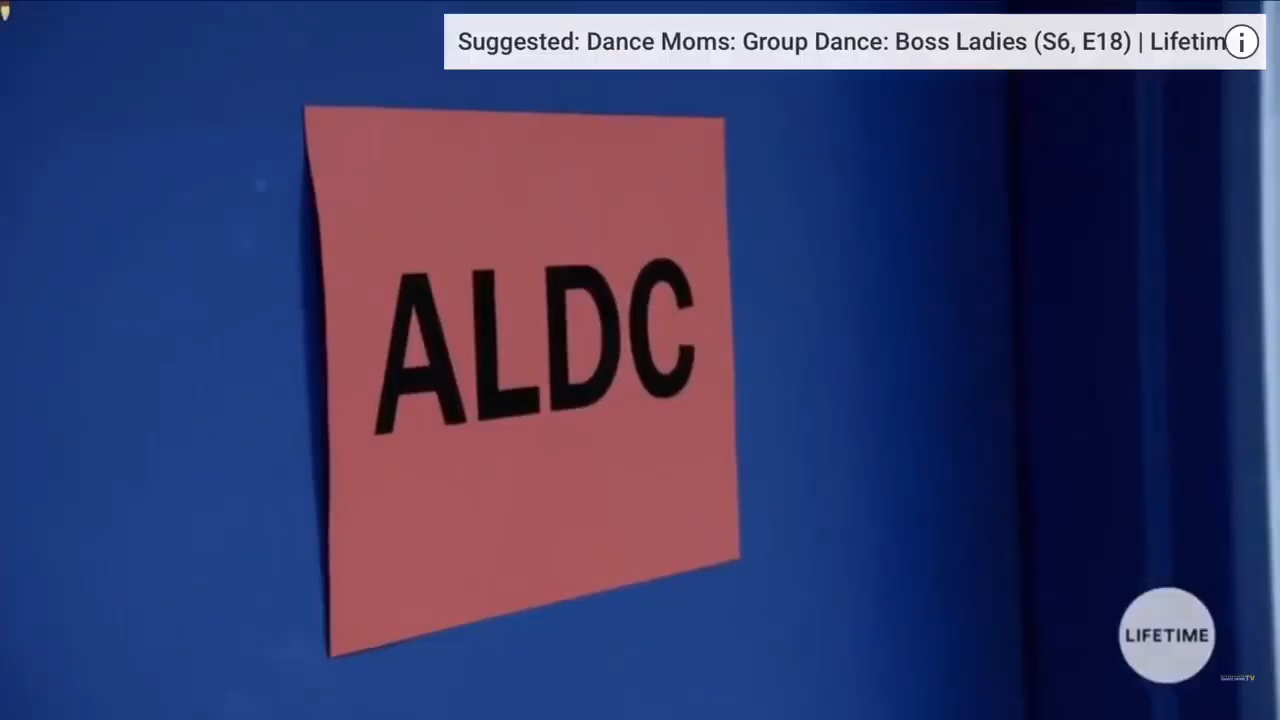 Suggested: Dance Moms: Group Dance: Boss Ladies (S6, E18) | Lifetim
ALDC
LIFETIME